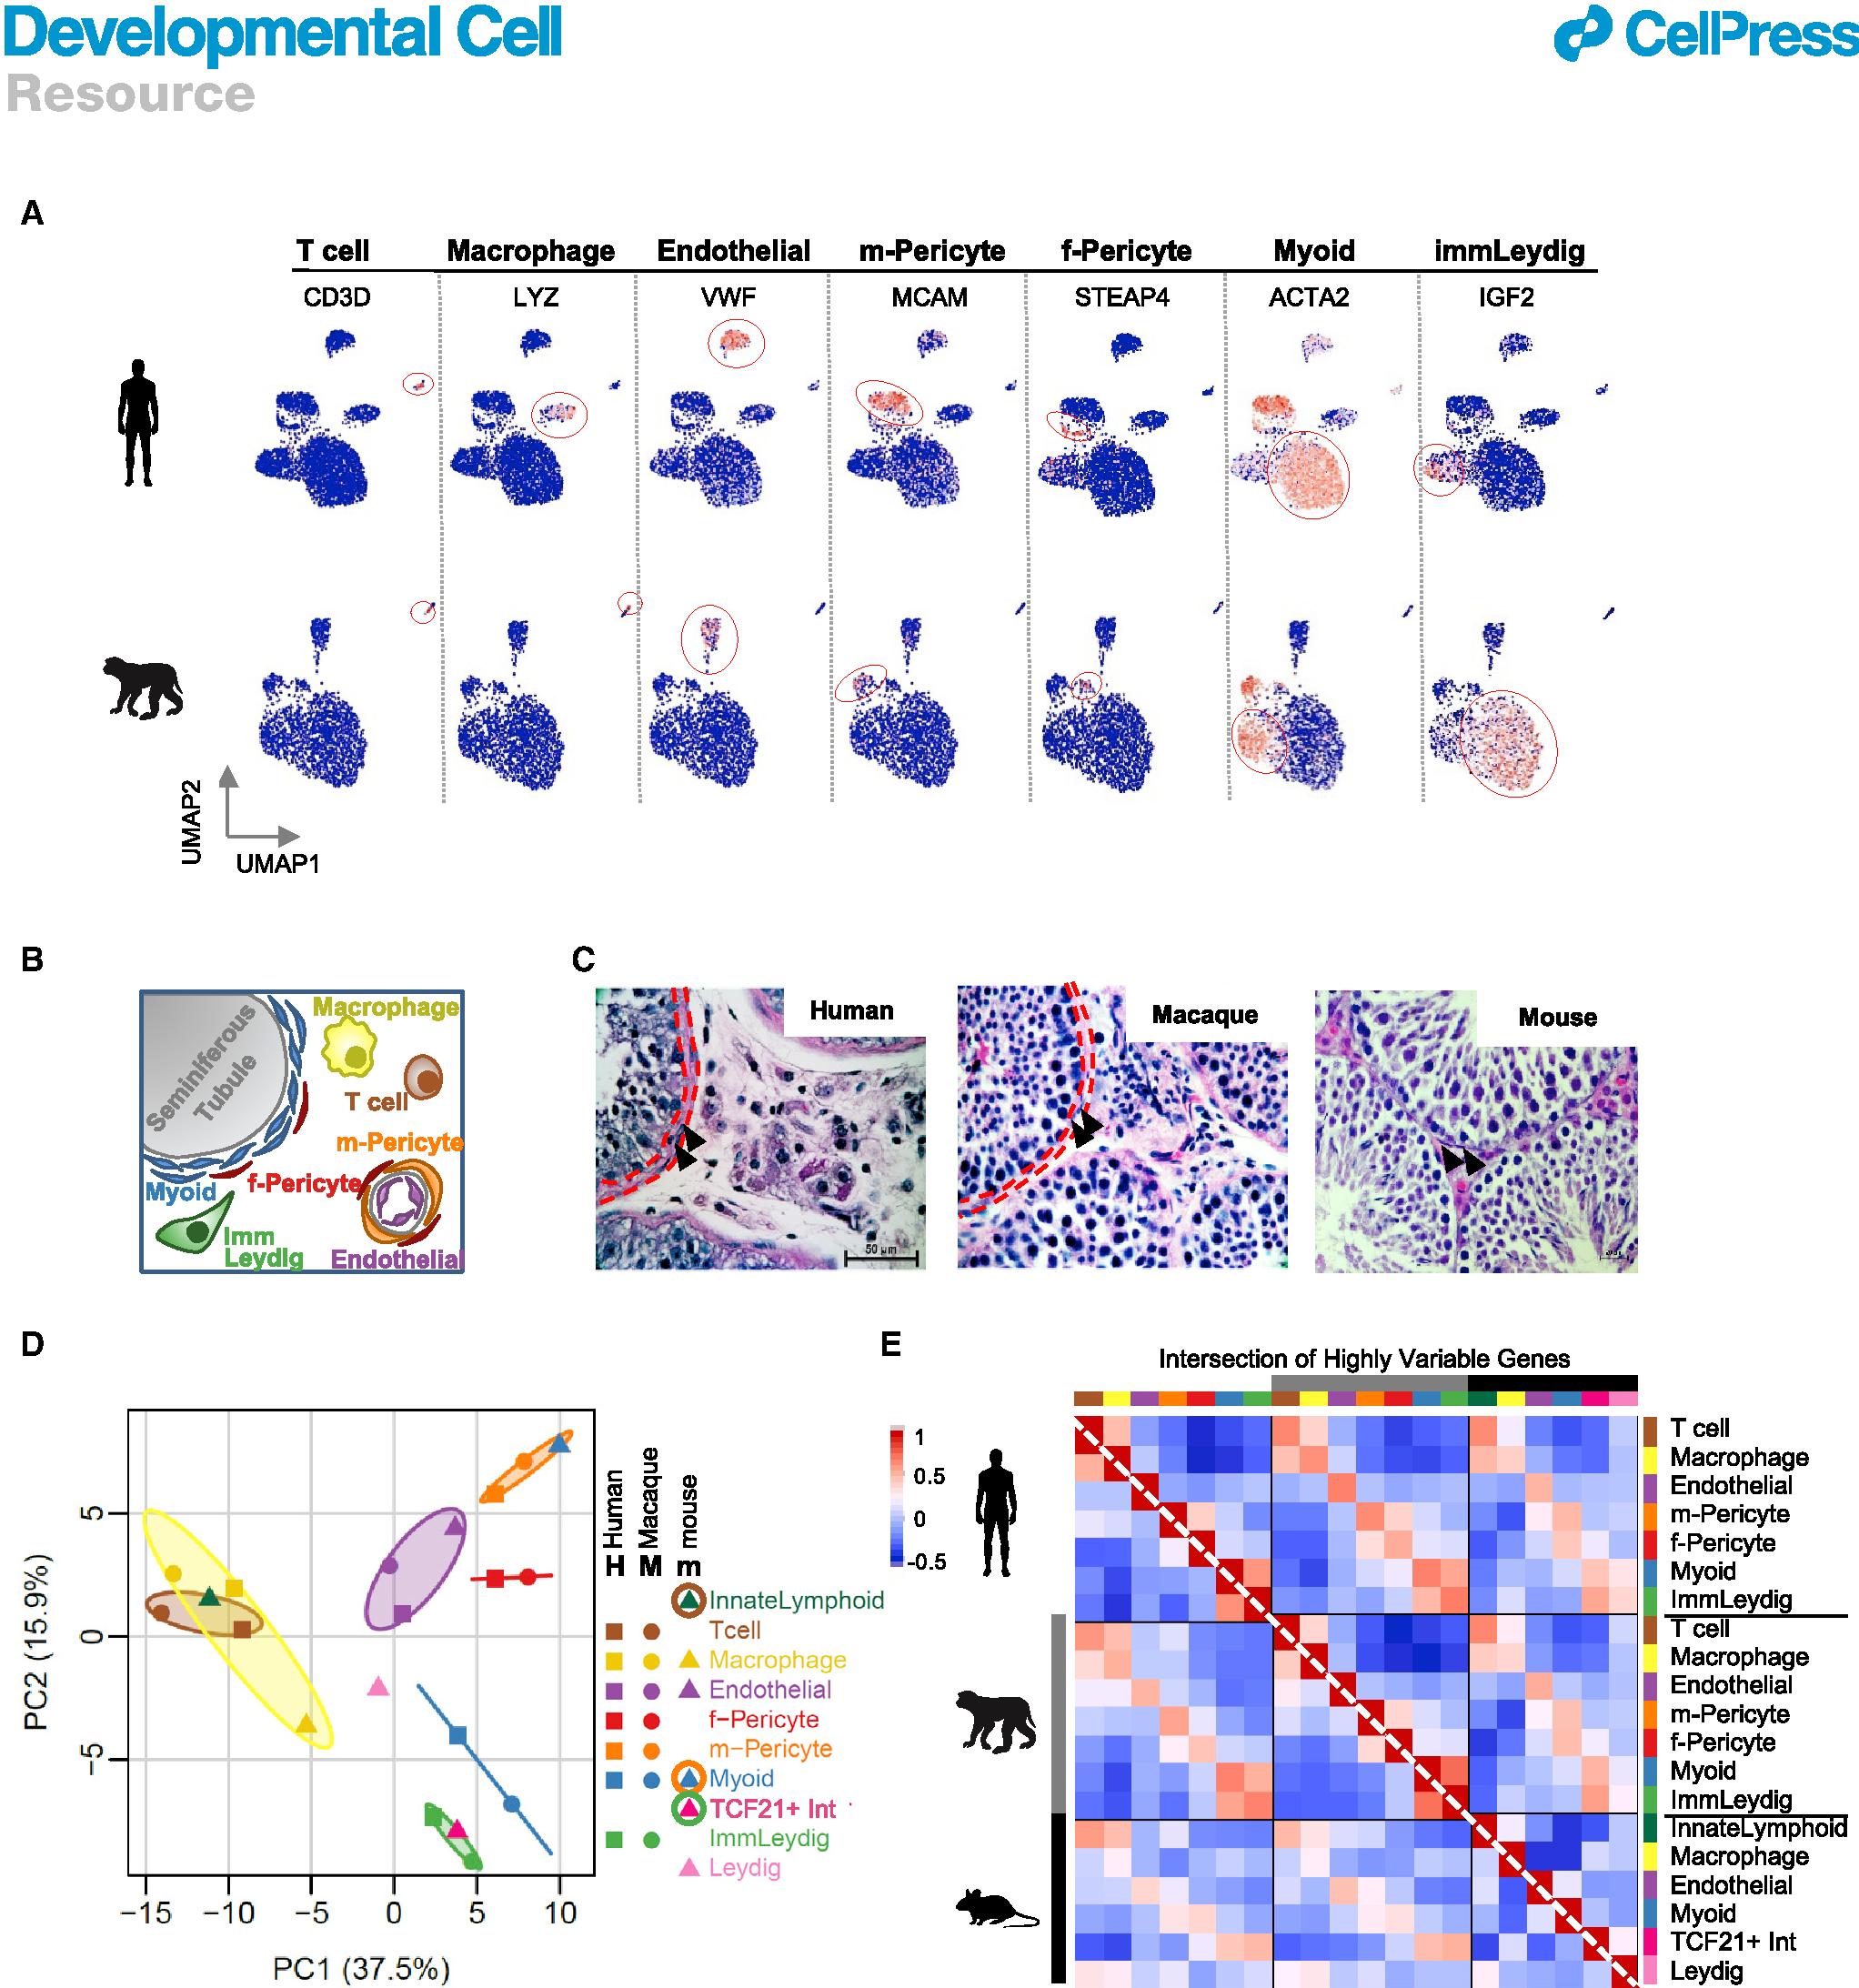 Developmental Cell
CellPress
Resource
A
T cell Macrophage Endothelial m-Pericyte f-Pericyte Myoid immLeydig
CD3D LYZ VWF MCAM STEAP4 ACTA2 IGF2
UMAP2
UMAP1
B
Seminiferous
Tubule
Macrophage
T cell
m-Pericyte
Myoid
f-Pericyte
Imm
Leydig
Endothelial
C
Human
50 µm
Macaque
Mouse
D
5
0
−5
−15 −10 −5 0 5 10
PC2 (15.9%)
PC1 (37.5%)
Human
Macaque
mouse
H M m
InnateLymphoid
Tcell
Macrophage
Endothelial
f−Pericyte
m−Pericyte
Myoid
TCF21+ Int
ImmLeydig
Leydig
E
Intersection of Highly Variable Genes
1
0.5
0
-0.5
T cell
Macrophage
Endothelial
m-Pericyte
f-Pericyte
Myoid
ImmLeydig
T cell
Macrophage
Endothelial
m-Pericyte
f-Pericyte
Myoid
ImmLeydig
InnateLymphoid
Macrophage
Endothelial
Myoid
TCF21+ Int
Leydig